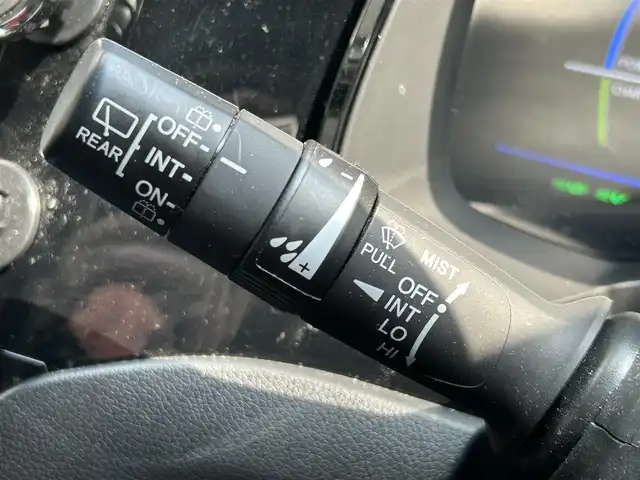 REAR
OFF-
INT-
ON-
-
+
PULL
MIST
OFF
INT
LO
HI